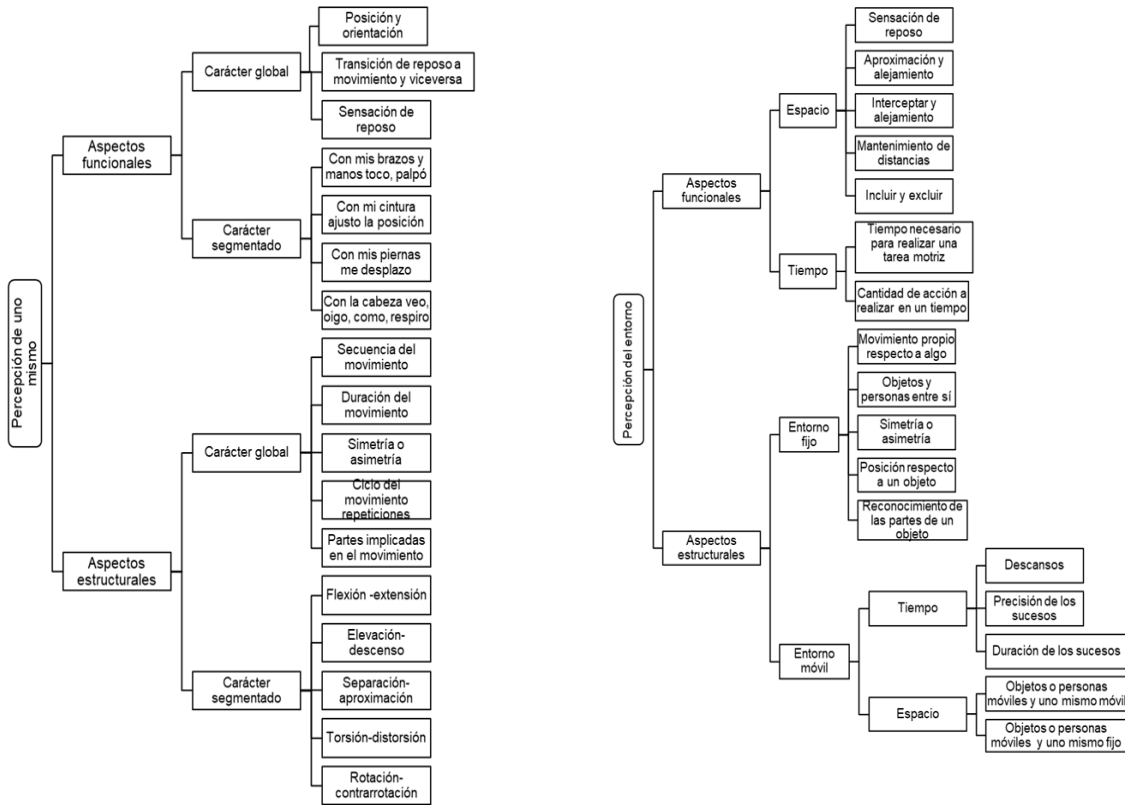 Percepción de uno
mismo
Aspectos
funcionales
Carácter global
Posición y
orientación
Transición de reposo a
movimiento y viceversa
Sensación de
reposo
Carácter
segmentado
Con mis brazos y
manos toco, palpó
Con mi cintura
ajusto la posición
Con mis piernas
me desplazo
Con la cabeza veo,
oigo, como, respiro
Aspectos
estructurales
Carácter global
Secuencia del
movimiento
Duración del
movimiento
Simetría o
asimetría
Ciclo del
movimiento
repeticiones
Partes implicadas
en el movimiento
Carácter
segmentado
Flexión -extensión
Elevación-
descenso
Separación-
aproximación
Torsión-distorsión
Rotación-
contrarrotación
Percepción del entorno
Aspectos
funcionales
Espacio
Sensación de
reposo
Aproximación y
alejamiento
Interceptar y
alejamiento
Mantenimiento de
distancias
Incluir y excluir
Tiempo
Tiempo necesario
para realizar una
tarea motriz
Cantidad de acción a
realizar en un tiempo
Aspectos
estructurales
Entorno
fijo
Movimiento propio
respecto a algo
Objetos y
personas entre sí
Simetría o
asimetría
Posición respecto
a un objeto
Reconocimiento de
las partes de un
objeto
Entorno
móvil
Tiempo
Descansos
Precisión de los
sucesos
Duración de los sucesos
Espacio
Objetos o personas
móviles y uno mismo móvil
Objetos o personas
móviles y uno mismo fijo